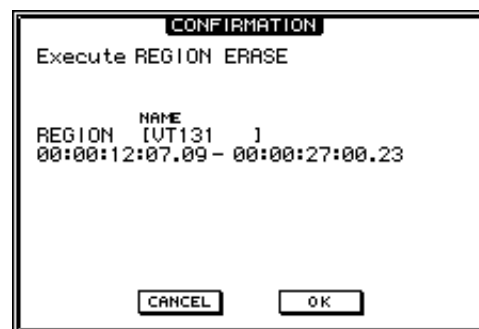 CONFIRMATION
Execute REGION ERASE
NAME
REGION [VT131 ]
00:00:12:07.09 - 00:00:27:00.23
CANCEL OK